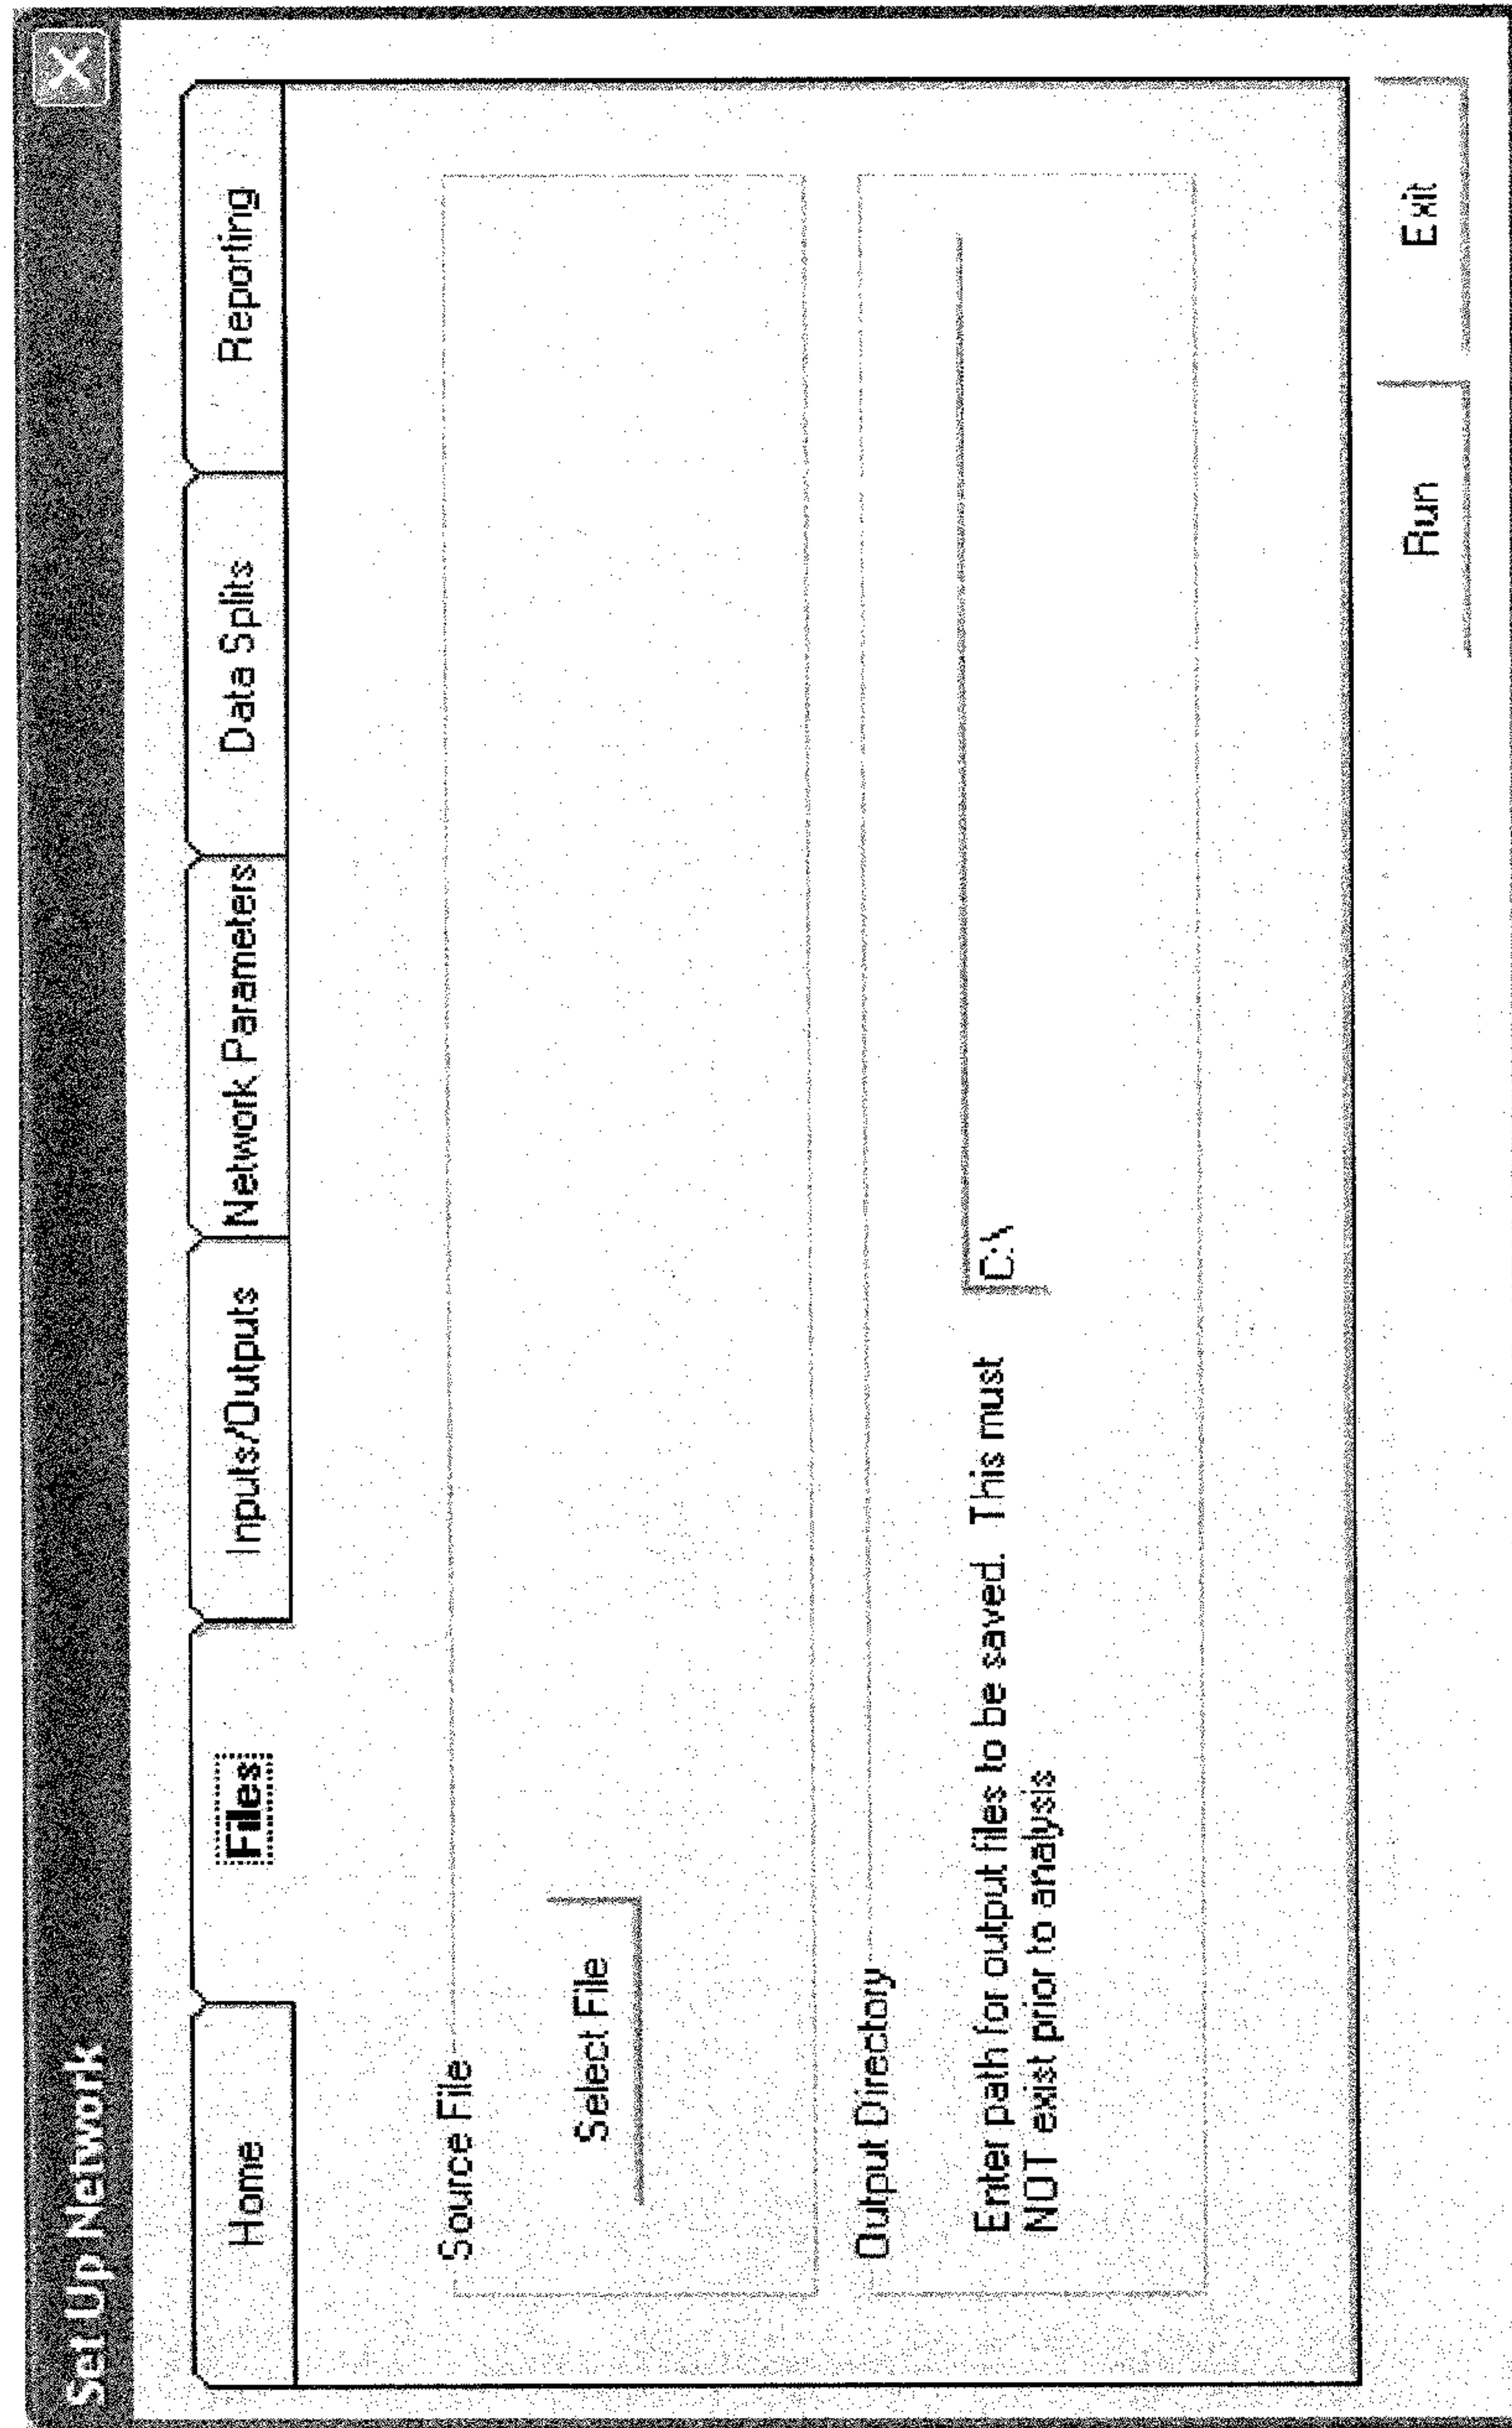 Set Up Network
Home
Files
Inputs/Outputs
Network Parameters
Data Splits
Reporting
Source File
Select File
Output Directory
Enter path for output files to be saved. This must
NOT exist prior to analysis
C:\
Run
Exit